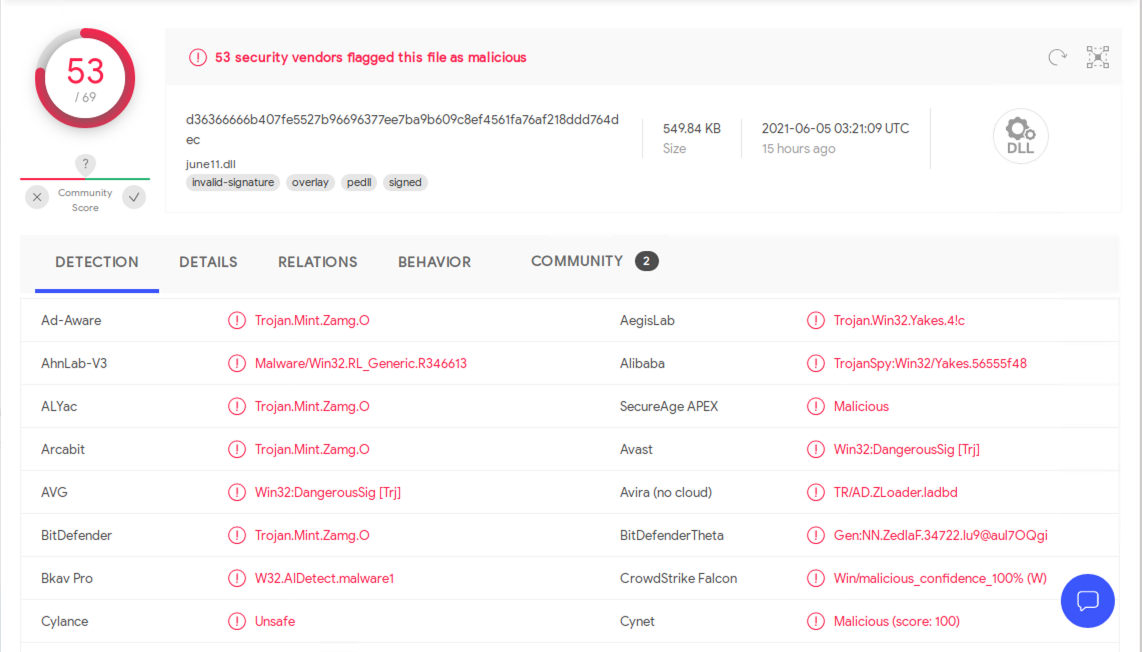 53
/ 69
?
Community
Score
53 security vendors flagged this file as malicious
d36366666b407fe5527b96696377ee7ba9b609c8ef4561fa76af218ddd764d
ec
june11.dll
invalid-signature overlay pedll signed
549.84 KB
Size
2021-06-05 03:21:09 UTC
15 hours ago
DLL
DETECTION DETAILS RELATIONS BEHAVIOR COMMUNITY 2
Ad-Aware Trojan.Mint.Zamg.O AegisLab Trojan.Win32.Yakes.4!c
AhnLab-V3 Malware/Win32.RL_Generic.R346613 Alibaba TrojanSpy:Win32/Yakes.56555f48
ALYac Trojan.Mint.Zamg.O SecureAge APEX Malicious
Arcabit Trojan.Mint.Zamg.O Avast Win32:DangerousSig [Trj]
AVG Win32:DangerousSig [Trj] Avira (no cloud) TR/AD.ZLoader.ladbd
BitDefender Trojan.Mint.Zamg.O BitDefenderTheta Gen:NN.ZedlaF.34722.Iu9@aul7OQgi
Bkav Pro W32.AIDetect.malware1 CrowdStrike Falcon Win/malicious_confidence_100% (W)
Cylance Unsafe Cynet Malicious (score: 100)